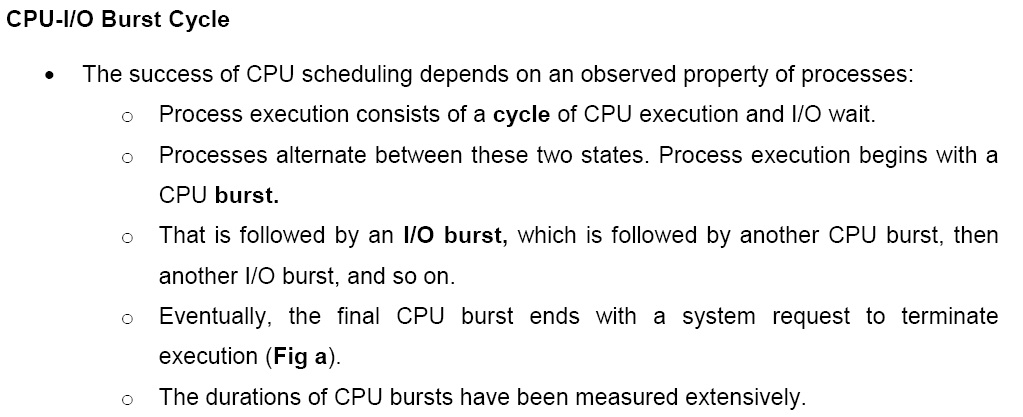 CPU-I/O Burst Cycle
• The success of CPU scheduling depends on an observed property of processes:
○ Process execution consists of a cycle of CPU execution and I/O wait.
○ Processes alternate between these two states. Process execution begins with a
CPU burst.
○ That is followed by an I/O burst, which is followed by another CPU burst, then
another I/O burst, and so on.
○ Eventually, the final CPU burst ends with a system request to terminate
execution (Fig a).
○ The durations of CPU bursts have been measured extensively.